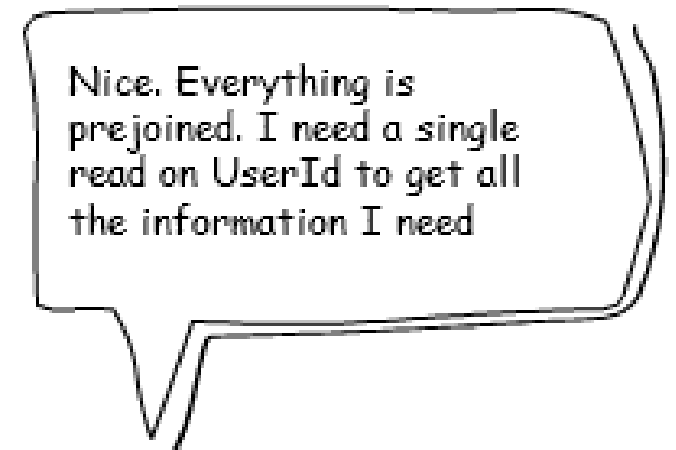 Nice. Everything is
prejoined. I need a single
read on UserId to get all
the information I need